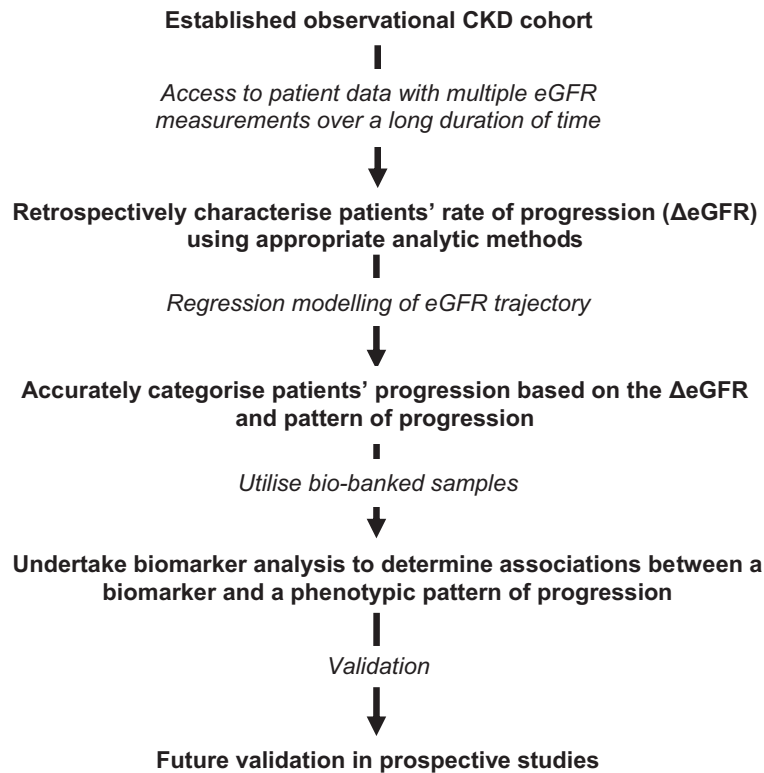 Established observational CKD cohort
Access to patient data with multiple eGFR
measurements over a long duration of time
Retrospectively characterise patients’ rate of progression (ΔeGFR)
using appropriate analytic methods
Regression modelling of eGFR trajectory
Accurately categorise patients’ progression based on the ΔeGFR
and pattern of progression
Utilise bio-banked samples
Undertake biomarker analysis to determine associations between a
biomarker and a phenotypic pattern of progression
Validation
Future validation in prospective studies